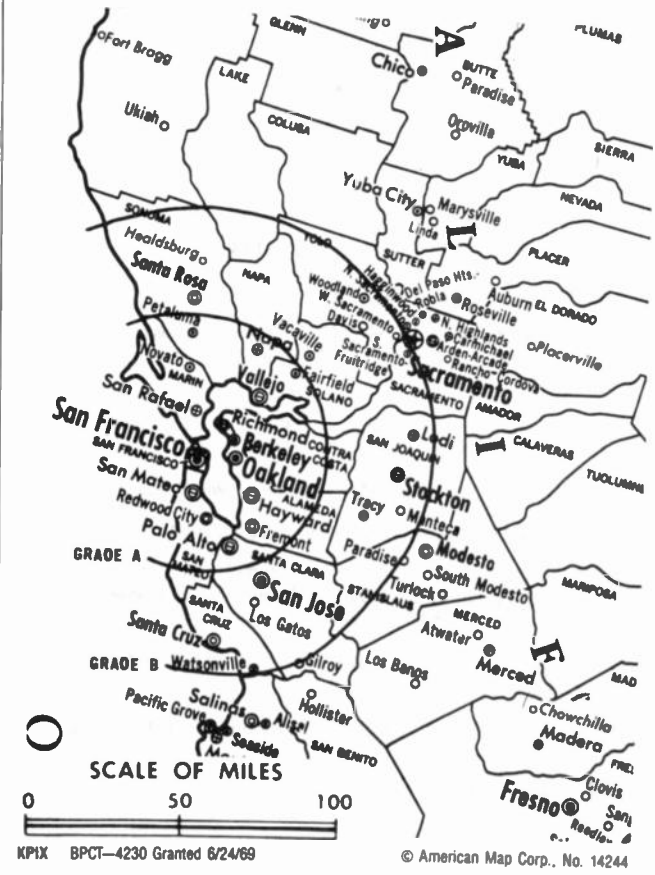 GLENN
PLUMAS
A
Fort Bragg
LAKE
Chico
BUTTE
Paradise
Ukiah
COLUSA
Orovilla
YUBA
SIERRA
Yuba City
Marysville
NEVADA
SONOMA
Linda
L
Healdsburg
YOLO
SUTTER
PLACER
Santa Rosa
NAPA
Woodland
N. Sacramento
Hagginwood
Del Paso Hts.
Robla
Auburn
EL DORADO
Roseville
Petaluma
Napa
Vacaville
W. Sacramento
Davis
S. Sacramento-
Fruitridge
N. Highlands
Carmichael
Arden-Arcade
Rancho Cordova
Placerville
Novato
MARIN
Fairfield
SOLANO
Sacramento
SACRAMENTO
AMADOR
San Rafael
Vallejo
San Francisco
SAN FRANCISCO
Richmond
CONTRA
COSTA
Berkeley
Oakland
SAN JOAQUIN
Lodi
I
CALAVERAS
TUOLUMNE
San Mateo
ALAMEDA
Hayward
Stockton
Redwood City
Tracy
Manteca
Palo Alto
Fremont
GRADE A
SAN MATEO
SANTA CLARA
Paradise
Modesto
South Modesto
Turlock
San Jose
STANISLAUS
MARIPOSA
SANTA CRUZ
Los Gatos
MERCED
Santa Cruz
Atwater
F
GRADE B
Watsonville
Gilroy
Los Banos
Merced
MAD
Salinas
Alisal
Hollister
Chowchilla
Pacific Grove
Seaside
SAN BENITO
Madera
O
SCALE OF MILES
0 50 100
Fresno
Clovis
KPIX BPCT—4230 Granted 6/24/69
© American Map Corp., No. 14244